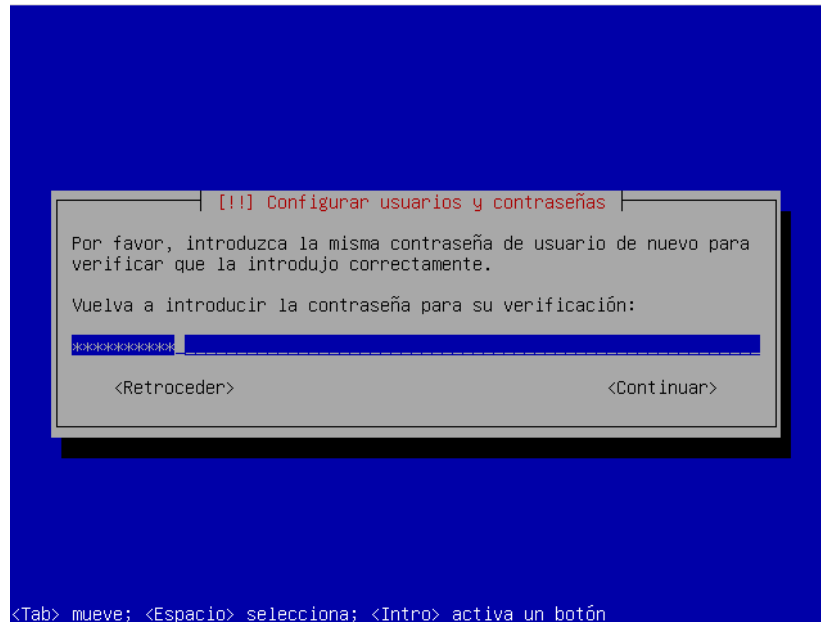 [!!] Configurar usuarios y contraseñas
Por favor, introduzca la misma contraseña de usuario de nuevo para
verificar que la introdujo correctamente.
Vuelva a introducir la contraseña para su verificación:
**********
<Retroceder> <Continuar>
<Tab> mueve; <Espacio> selecciona; <Intro> activa un botón